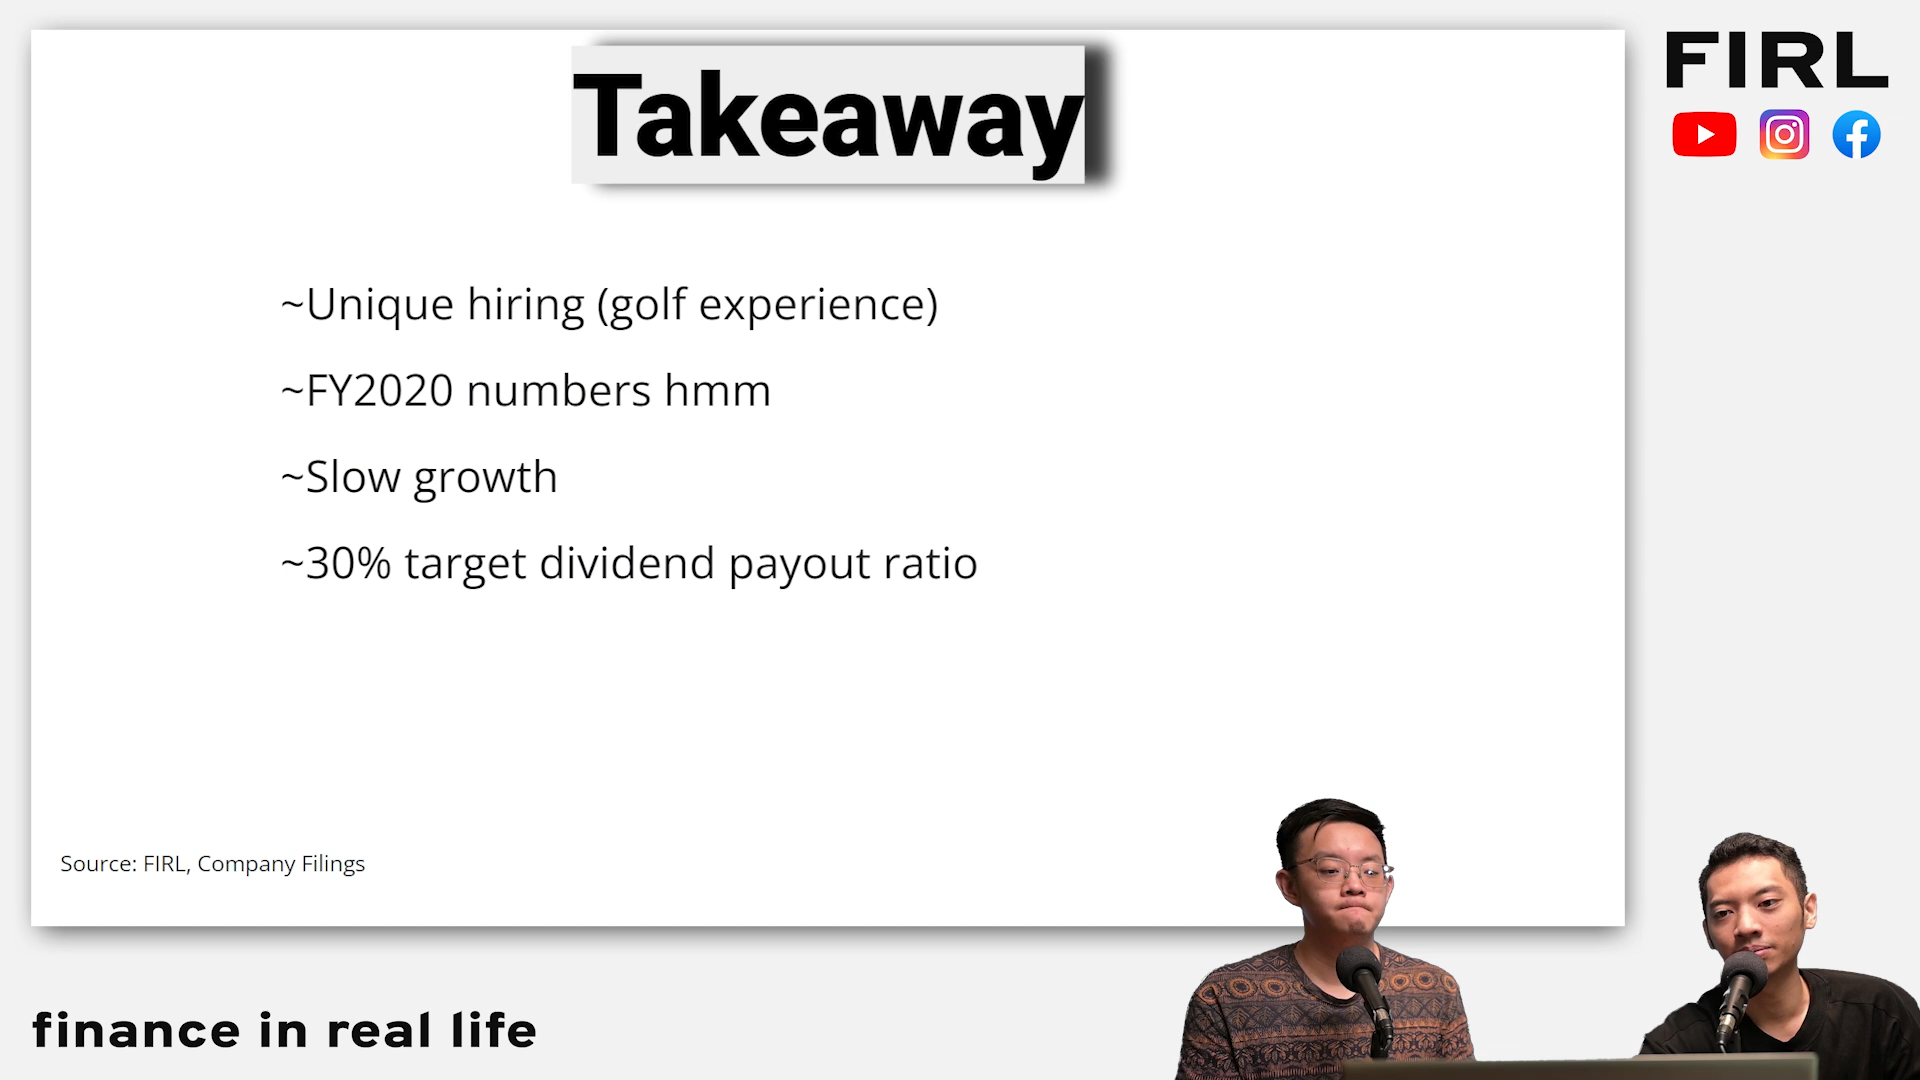 Takeaway
FIRL
~Unique hiring (golf experience)
~FY2020 numbers hmm
~Slow growth
~30% target dividend payout ratio
Source: FIRL, Company Filings
finance in real life